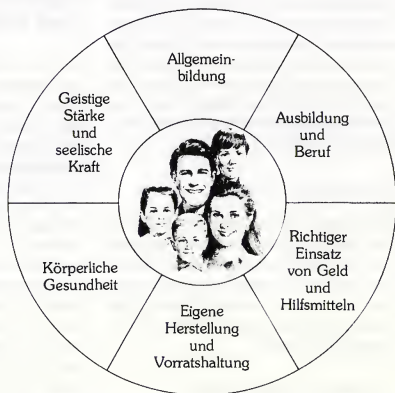 Allgemein-
bildung
Ausbildung
und
Beruf
Richtiger
Einsatz
von Geld
und
Hilfsmitteln
Eigene
Herstellung
und
Vorratshaltung
Körperliche
Gesundheit
Geistige
Stärke
und
seelische
Kraft